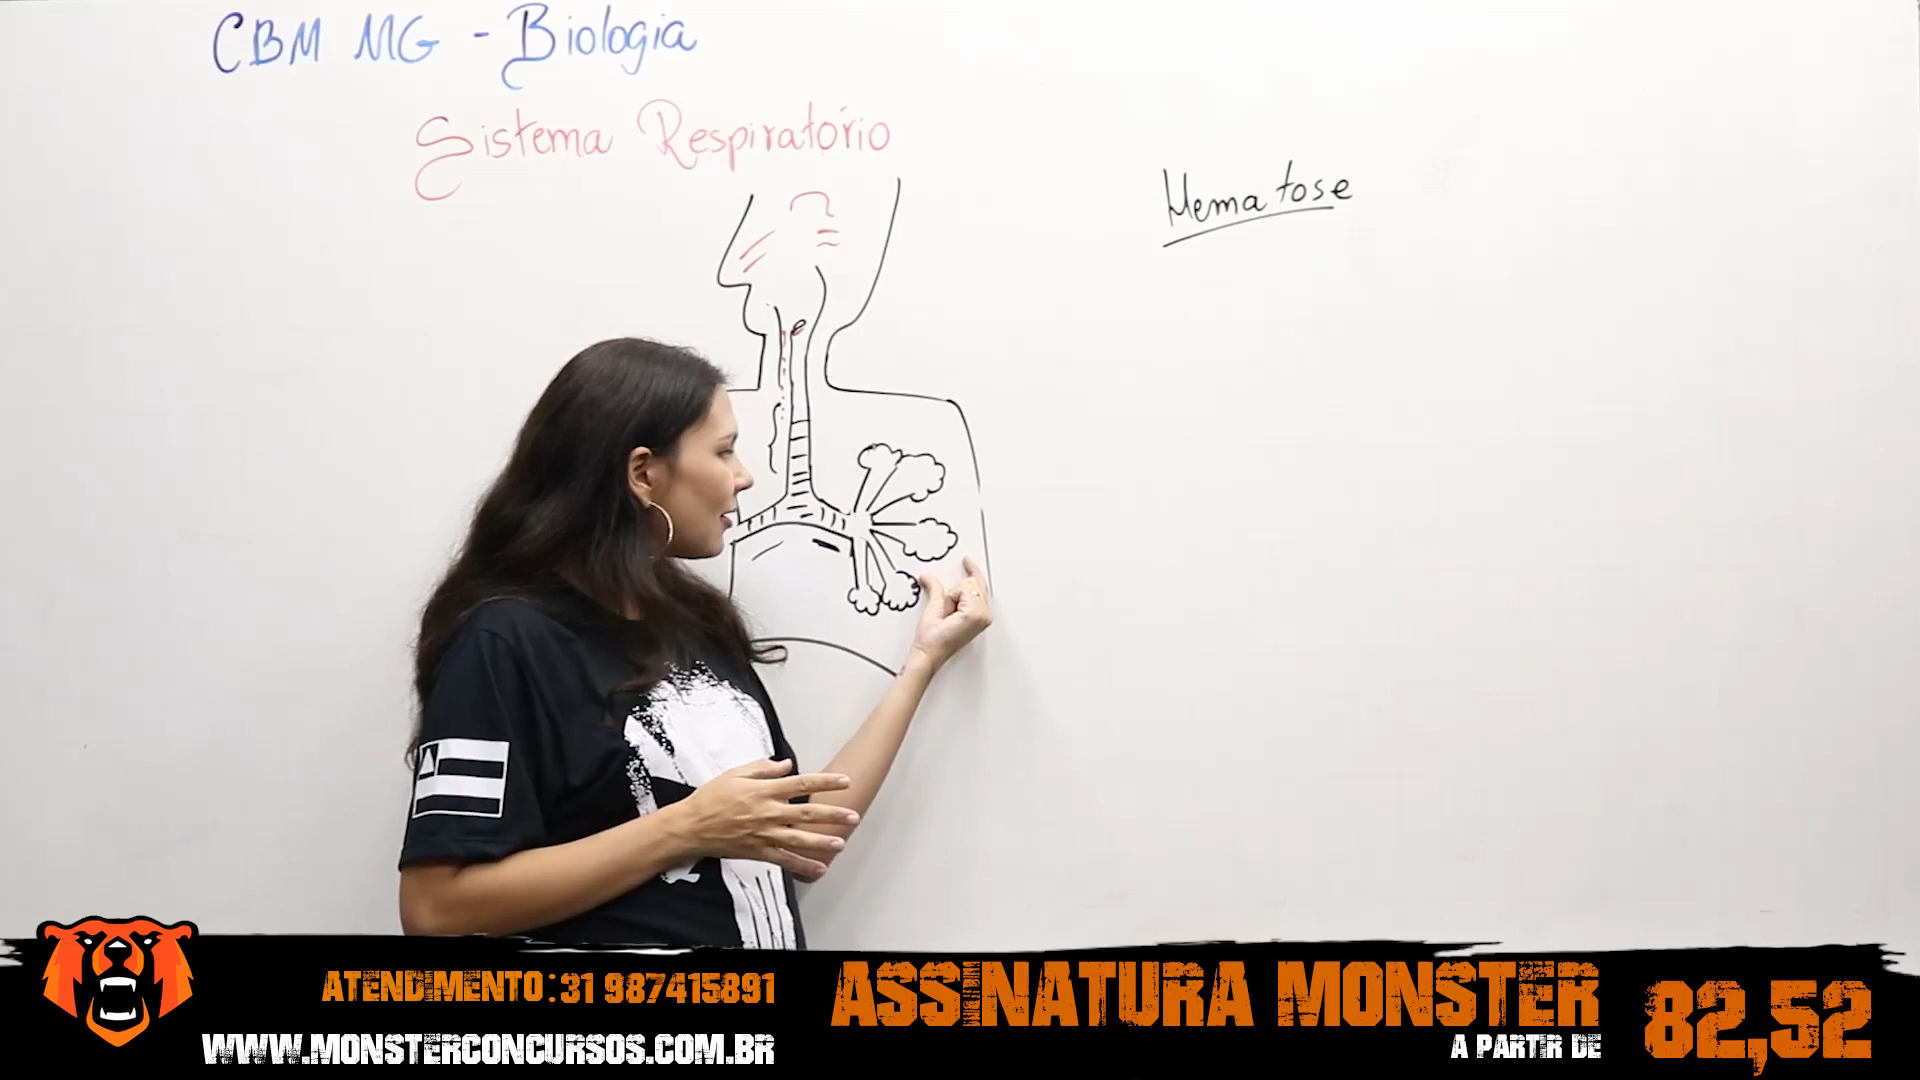 CBM MG - Biologia
Sistema Respiratório
Hematose
ATENDIMENTO: 31 987415891
WWW.MONSTERCONCURSOS.COM.BR
ASSINATURA MONSTER
A PARTIR DE
82,52